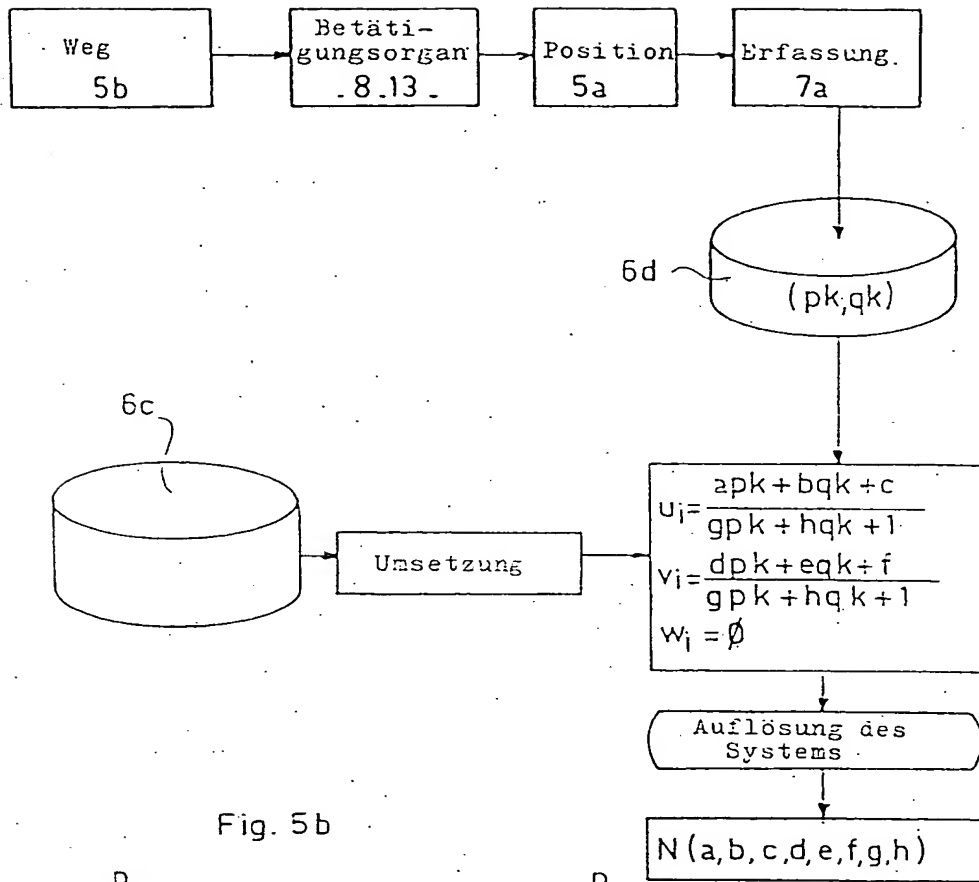 Weg
5b
Betäti-
gungsorgan
8.13
Position
5a
Erfassung.
7a
6d
(pk,qk)
6c
Umsetzung
ui= apk+bqk+c
gpk+hqk+1
vi= dpk+eqk+f
gpk+hqk+1
wi = Ø
Auflösung des
Systems
N(a,b,c,d,e,f,g,h)
Fig. 5b